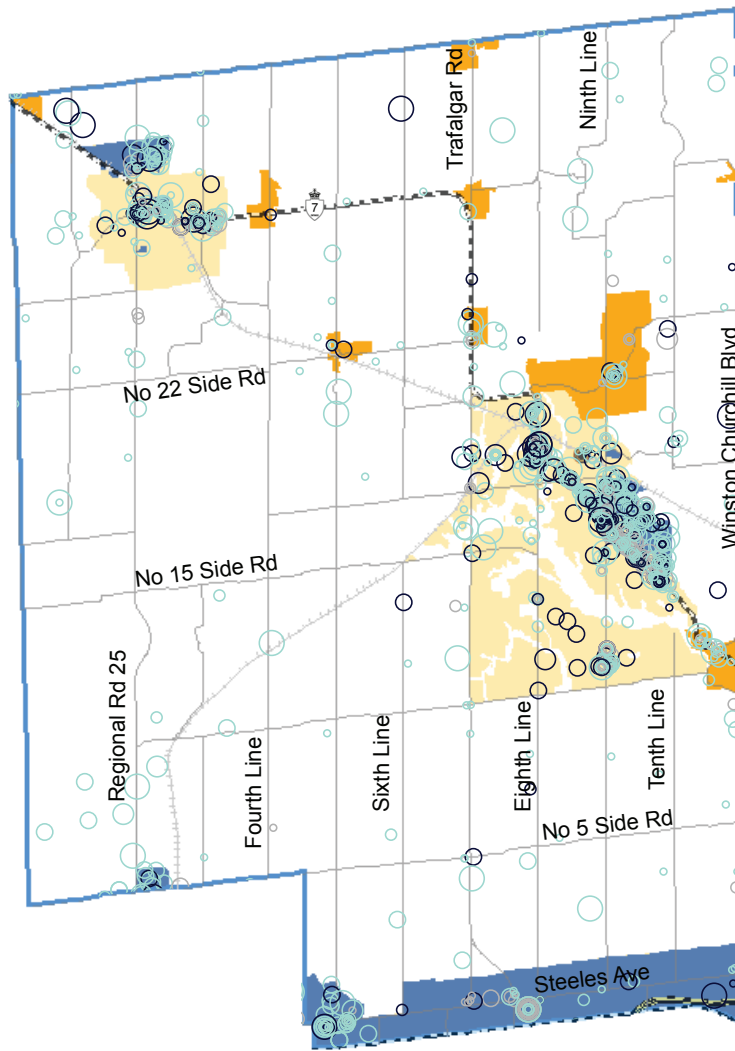 Trafalgar Rd
Ninth Line
7
No 22 Side Rd
Winston Churchill Blvd
No 15 Side Rd
Regional Rd 25
Fourth Line
Sixth Line
Eighth Line
Tenth Line
No 5 Side Rd
Steeles Ave